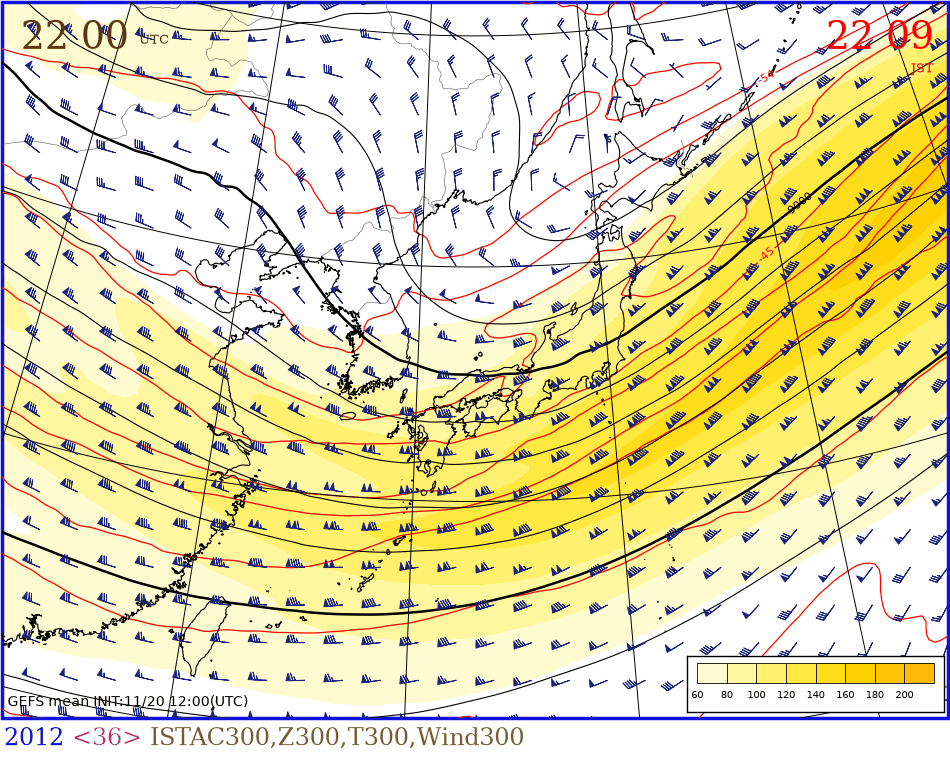 22 00 UTC
22 09
JST
-54
9000
-45
60 80 100 120 140 160 180 200
GEFS mean INIT:11/20 12:00(UTC)
2012 <36> ISTAC300,Z300,T300,Wind300